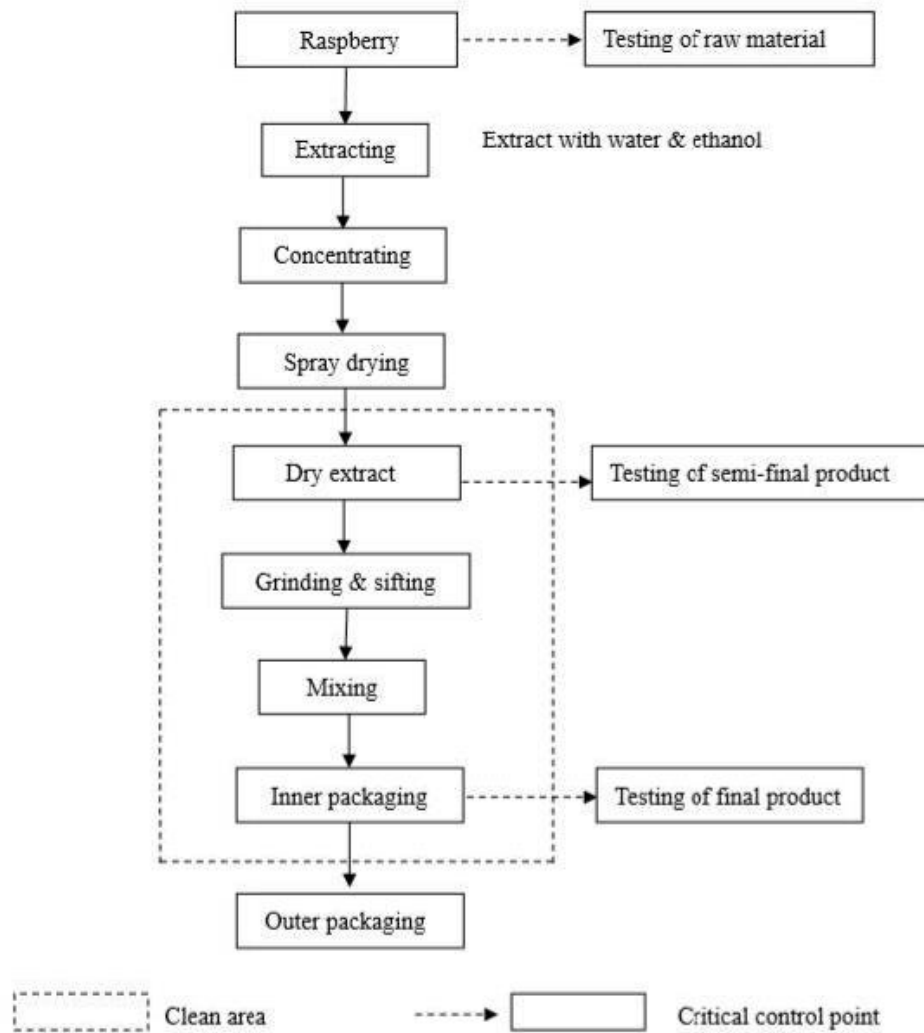 Raspberry
Testing of raw material
Extracting
Extract with water & ethanol
Concentrating
Spray drying
Dry extract
Testing of semi-final product
Grinding & sifting
Mixing
Inner packaging
Testing of final product
Outer packaging
Clean area
Critical control point